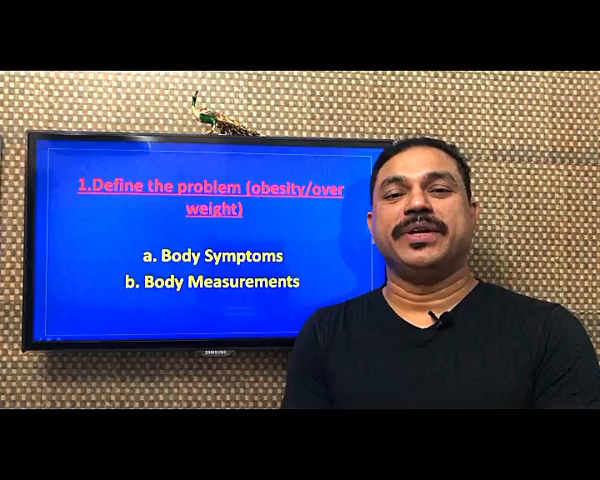 1.Define the problem (obesity/over
weight)
a. Body Symptoms
b. Body Measurements
SAMSUNG